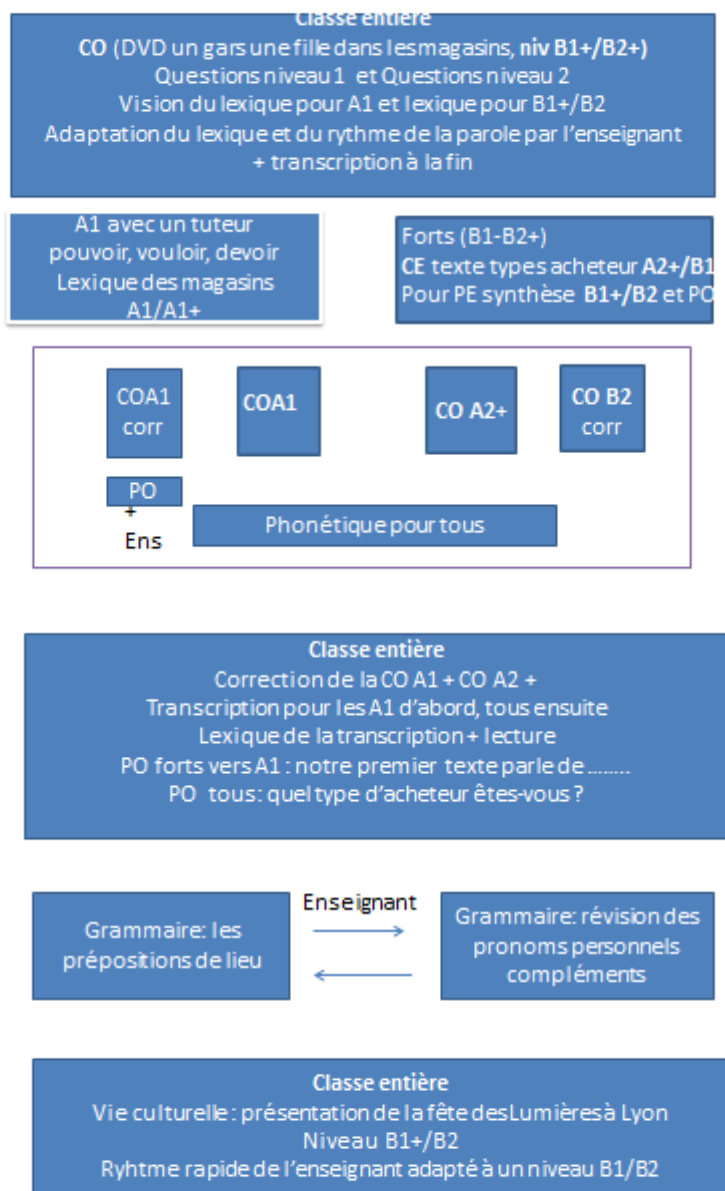 Classe entière
CO (DVD un gars une fille dans lesmagasins, niv B1+/B2+)
Questions niveau 1 et Questions niveau 2
Vision du lexique pour A1 et lexique pour B1+/B2
Adaptation du lexique et du rythme de la parole par l'enseignant
+ transcription à la fin
A1 avec un tuteur
pouvoir, vouloir, devoir
Lexique des magasins
A1/A1+
Forts (B1-B2+)
CE texte types acheteur A2+/B1
Pour PE synthèse B1+/B2 et PO
COA1
corr
COA1
CO A2+
CO B2
corr
PO
+
Ens
Phonétique pour tous
Classe entière
Correction de la CO A1 + CO A2 +
Transcription pour les A1 d'abord, tous ensuite
Lexique de la transcription + lecture
PO forts vers A1 : notre premier texte parle de ........
PO tous : quel type d'acheteur êtes-vous ?
Grammaire: les
prépositions de lieu
Enseignant
Grammaire: révision des
pronoms personnels
compléments
Classe entière
Vie culturelle : présentation de la fête desLumières à Lyon
Niveau B1+/B2
Ryhtme rapide de l'enseignant adapté à un niveau B1/B2